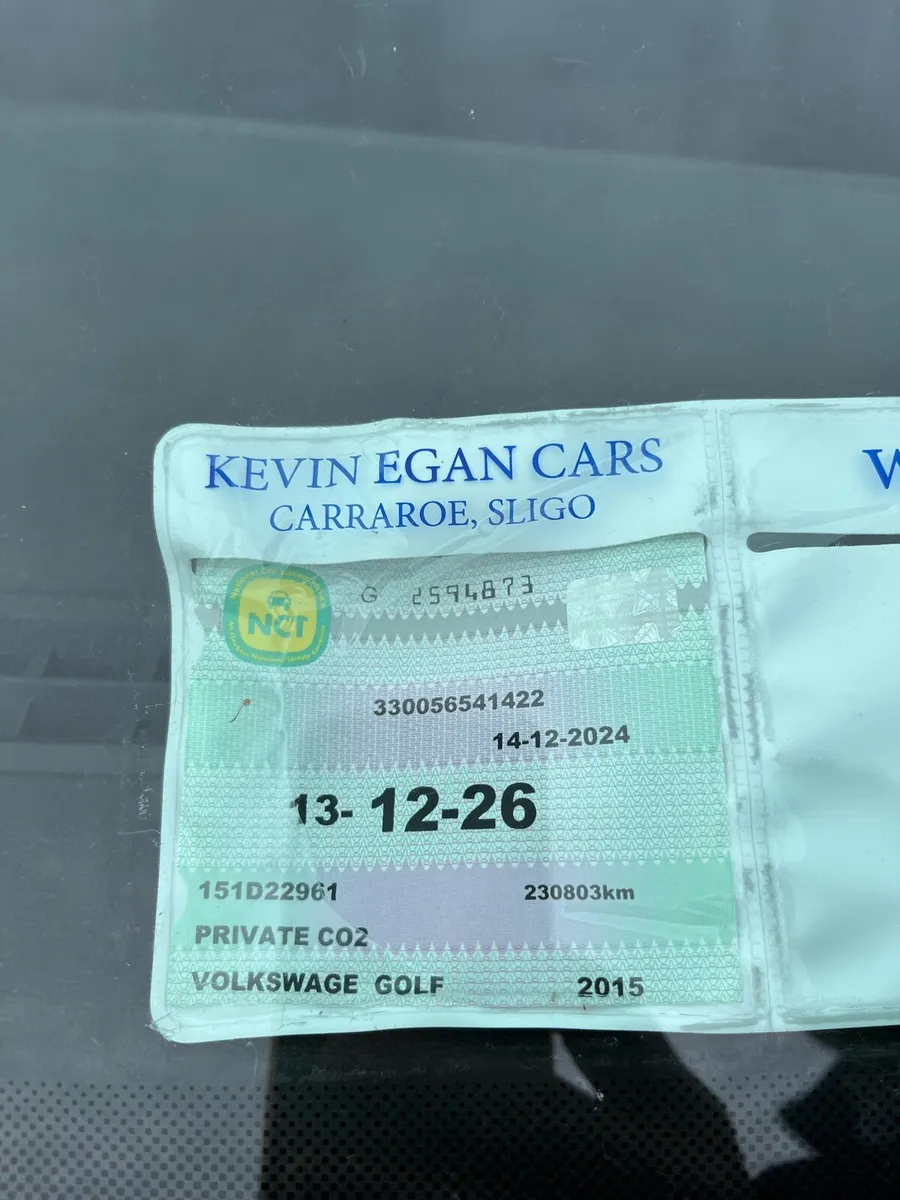 KEVIN EGAN CARS
CARRAROE, SLIGO
W
NCT
G 2594873
330056541422
14-12-2024
13-12-26
151D22961 230803km
PRIVATE CO2
VOLKSWAGE GOLF 2015